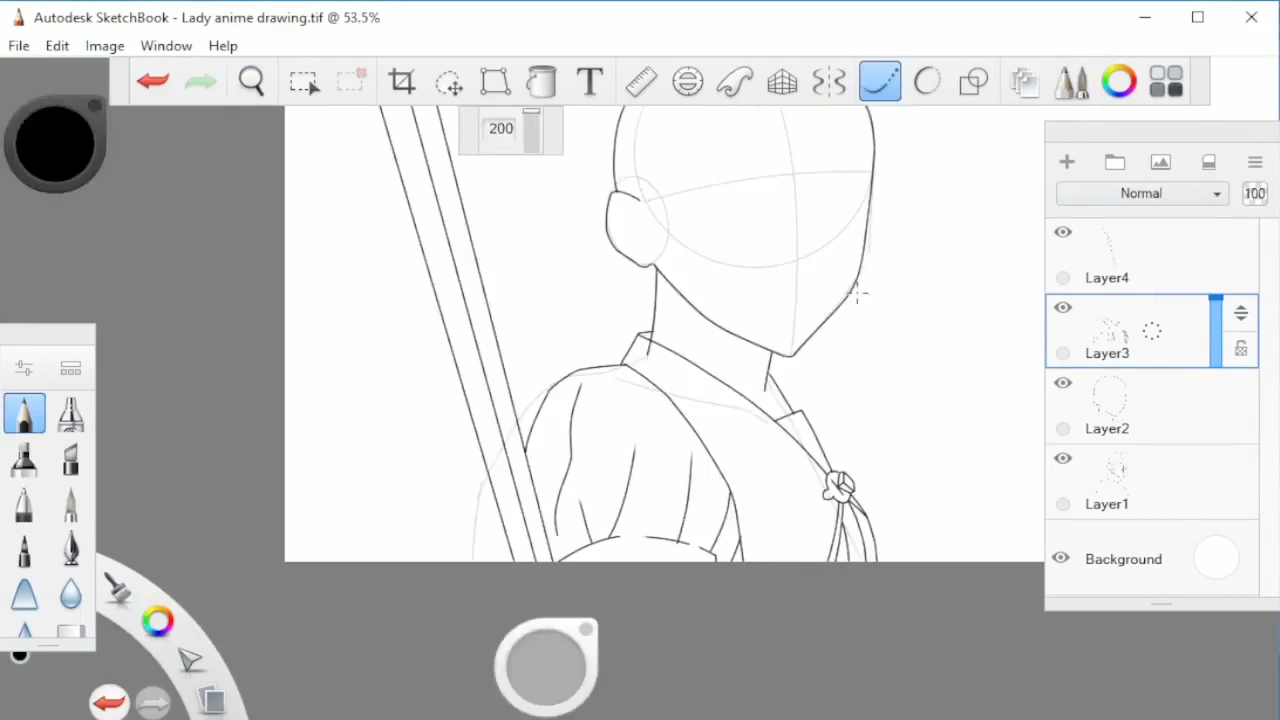 Autodesk SketchBook - Lady anime drawing.tif @ 53.5%
File Edit Image Window Help
T
200
Normal 100
Layer4
Layer3
Layer2
Layer1
Background